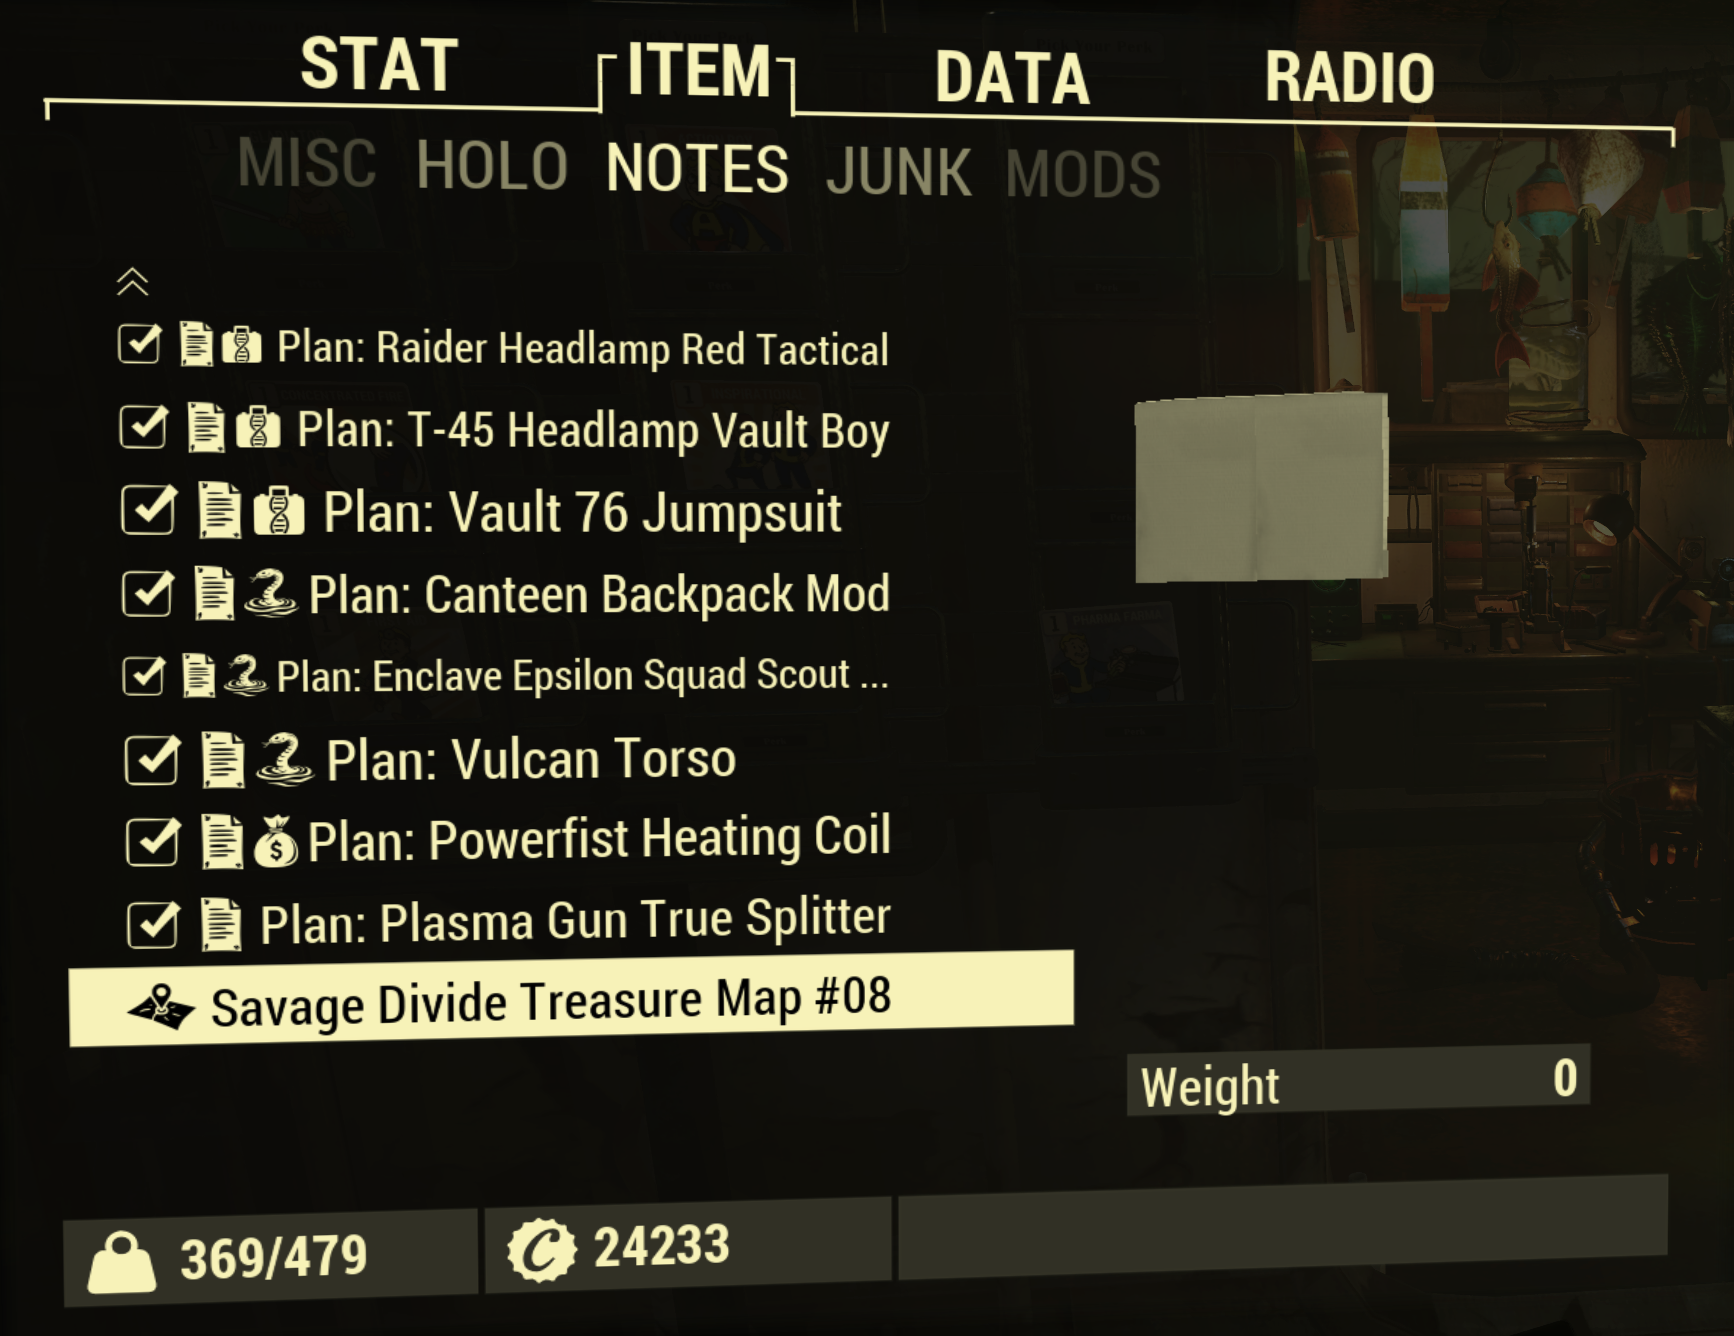 STAT ITEM DATA RADIO
MISC HOLO NOTES JUNK MODS
Plan: Raider Headlamp Red Tactical
Plan: T-45 Headlamp Vault Boy
Plan: Vault 76 Jumpsuit
Plan: Canteen Backpack Mod
Plan: Enclave Epsilon Squad Scout ...
Plan: Vulcan Torso
Plan: Powerfist Heating Coil
Plan: Plasma Gun True Splitter
Savage Divide Treasure Map #08
Weight 0
369/479 24233